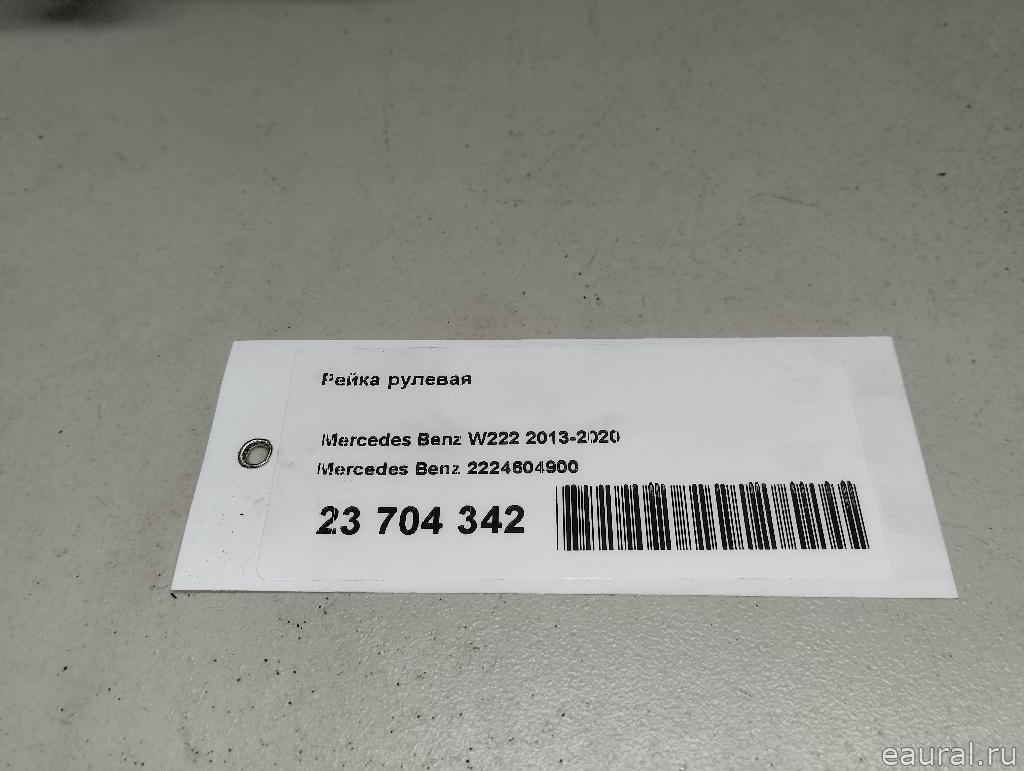 Рейка рулевая
Mercedes Benz W222 2013-2020
Mercedes Benz 2224604900
23 704 342
eaural.ru